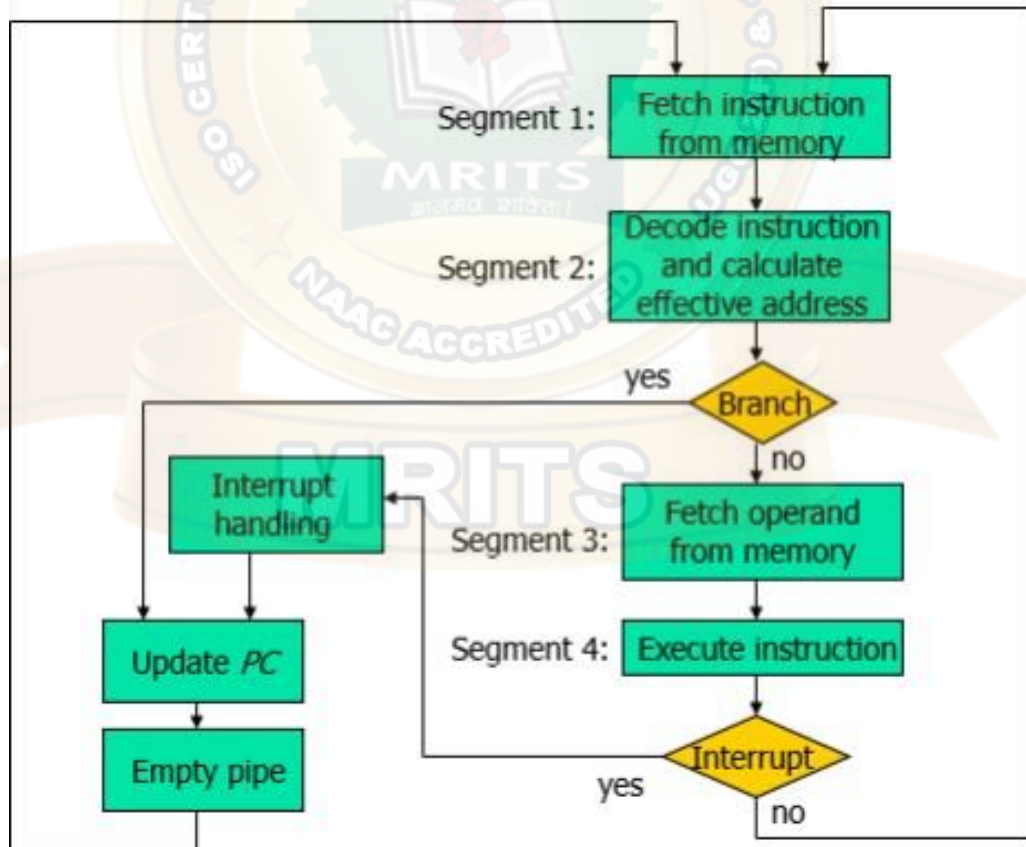 Segment 1:
Fetch instruction
from memory
MRITS
Segment 2:
Decode instruction
and calculate
effective address
NAAC ACCREDITED
yes
Branch
no
MRITS
Interrupt
handling
Segment 3:
Fetch operand
from memory
Update PC
Segment 4:
Execute instruction
Empty pipe
Interrupt
yes
no